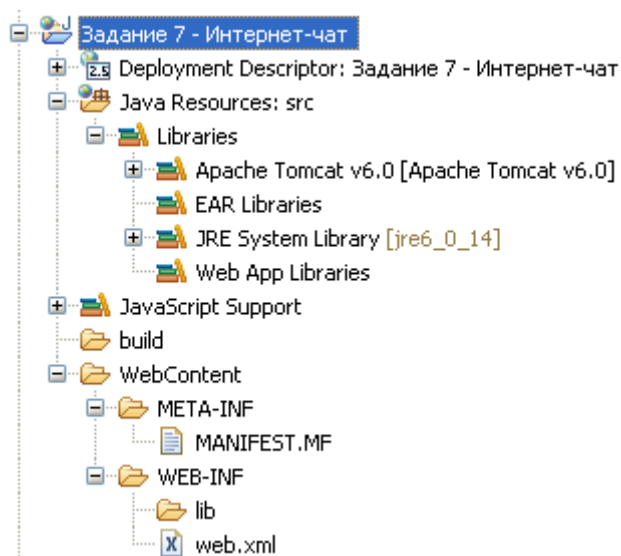 Задание 7 - Интернет-чат
2.5 Deployment Descriptor: Задание 7 - Интернет-чат
Java Resources: src
Libraries
Apache Tomcat v6.0 [Apache Tomcat v6.0]
EAR Libraries
JRE System Library [jre6_0_14]
Web App Libraries
JavaScript Support
build
WebContent
META-INF
MANIFEST.MF
WEB-INF
lib
X web.xml